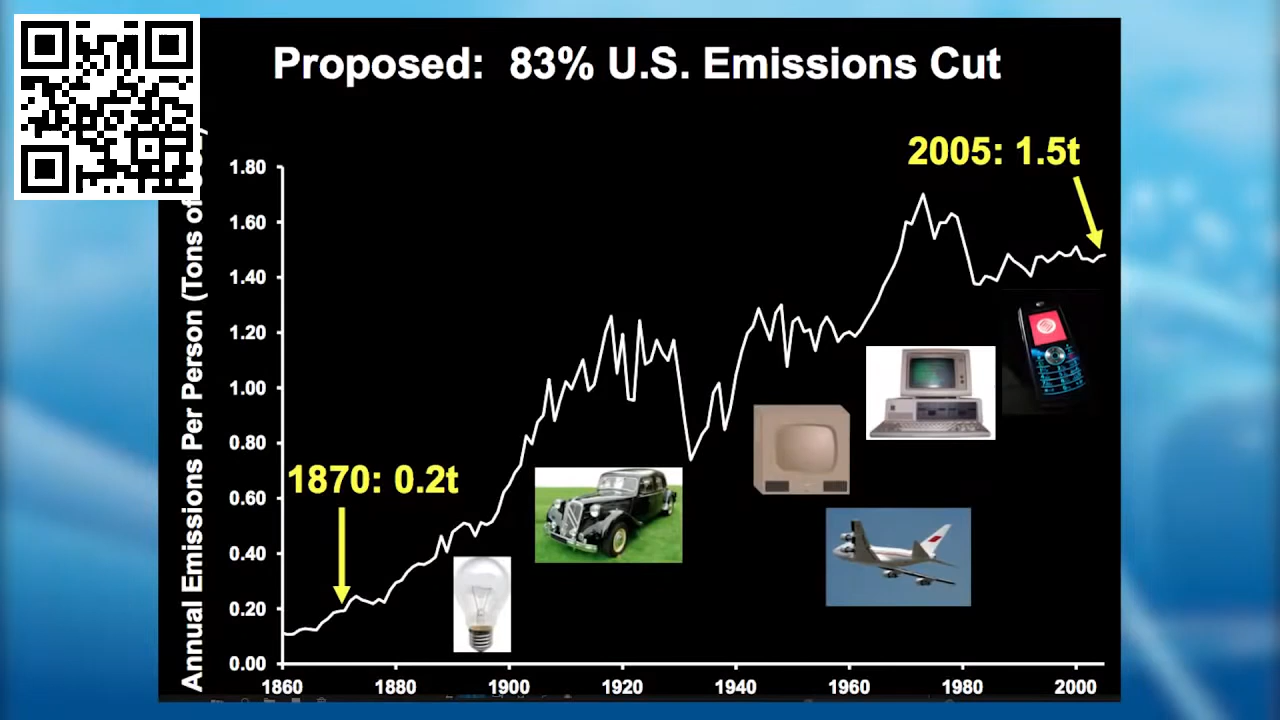 Proposed: 83% U.S. Emissions Cut
Annual Emissions Per Person (Tons of
2005: 1.5t
1870: 0.2t
1.80
1.60
1.40
1.20
1.00
0.80
0.60
0.40
0.20
0.00
1860 1880 1900 1920 1940 1960 1980 2000